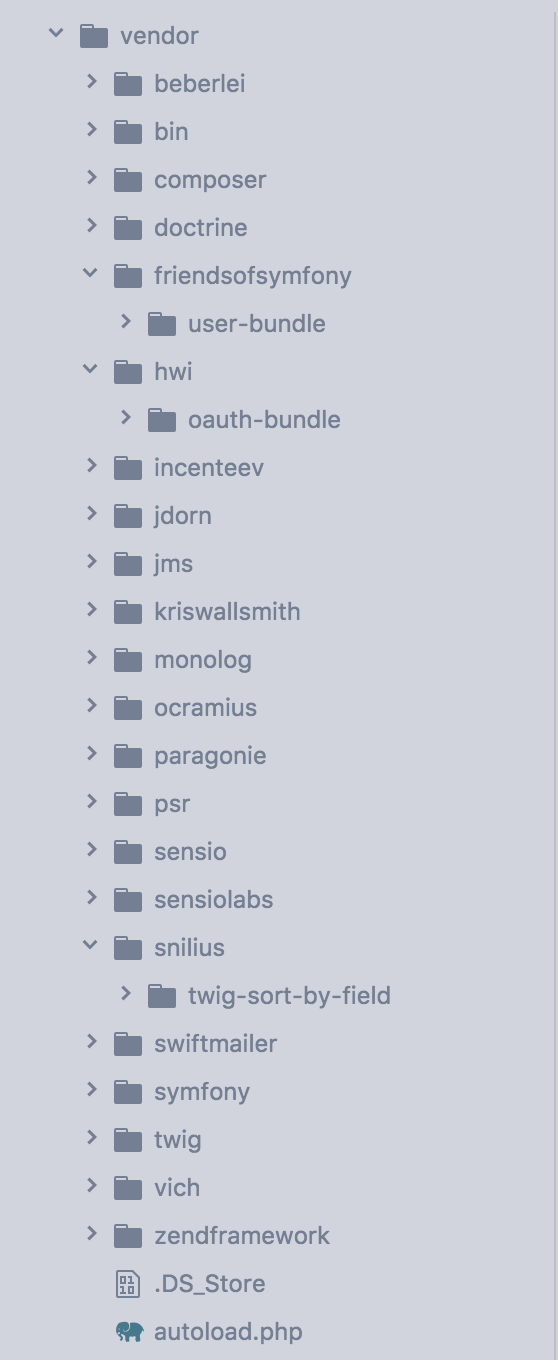 vendor
beberlei
bin
composer
doctrine
friendsofsymfony
user-bundle
hwi
oauth-bundle
incenteev
jdorn
jms
kriswallsmith
monolog
ocramius
paragonie
psr
sensio
sensiolabs
snilius
twig-sort-by-field
swiftmailer
symfony
twig
vich
zendframework
.DS_Store
autoload.php